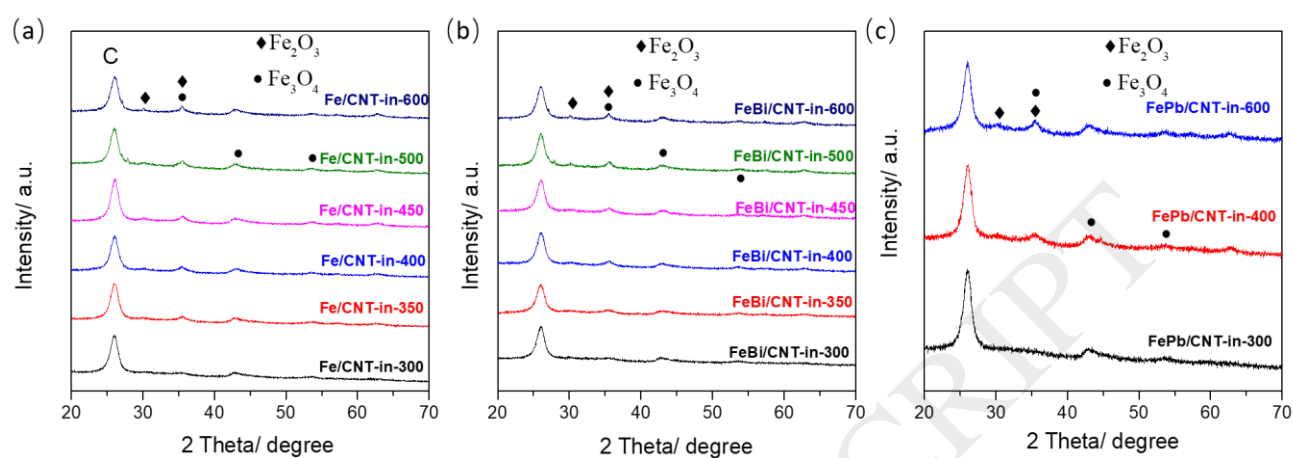 (a)
C
◆ Fe2O3
● Fe3O4
Fe/CNT-in-600
Fe/CNT-in-500
Fe/CNT-in-450
Fe/CNT-in-400
Fe/CNT-in-350
Fe/CNT-in-300
Intensity/ a.u.
20 30 40 50 60 70
2 Theta/ degree
(b)
◆ Fe2O3
● Fe3O4
FeBi/CNT-in-600
FeBi/CNT-in-500
FeBi/CNT-in-450
FeBi/CNT-in-400
FeBi/CNT-in-350
FeBi/CNT-in-300
Intensity/ a.u.
20 30 40 50 60 70
2 Theta/ degree
(c)
◆ Fe2O3
● Fe3O4
FePb/CNT-in-600
FePb/CNT-in-400
FePb/CNT-in-300
Intensity/ a.u.
20 30 40 50 60 70
2 Theta/ degree
CRIPT